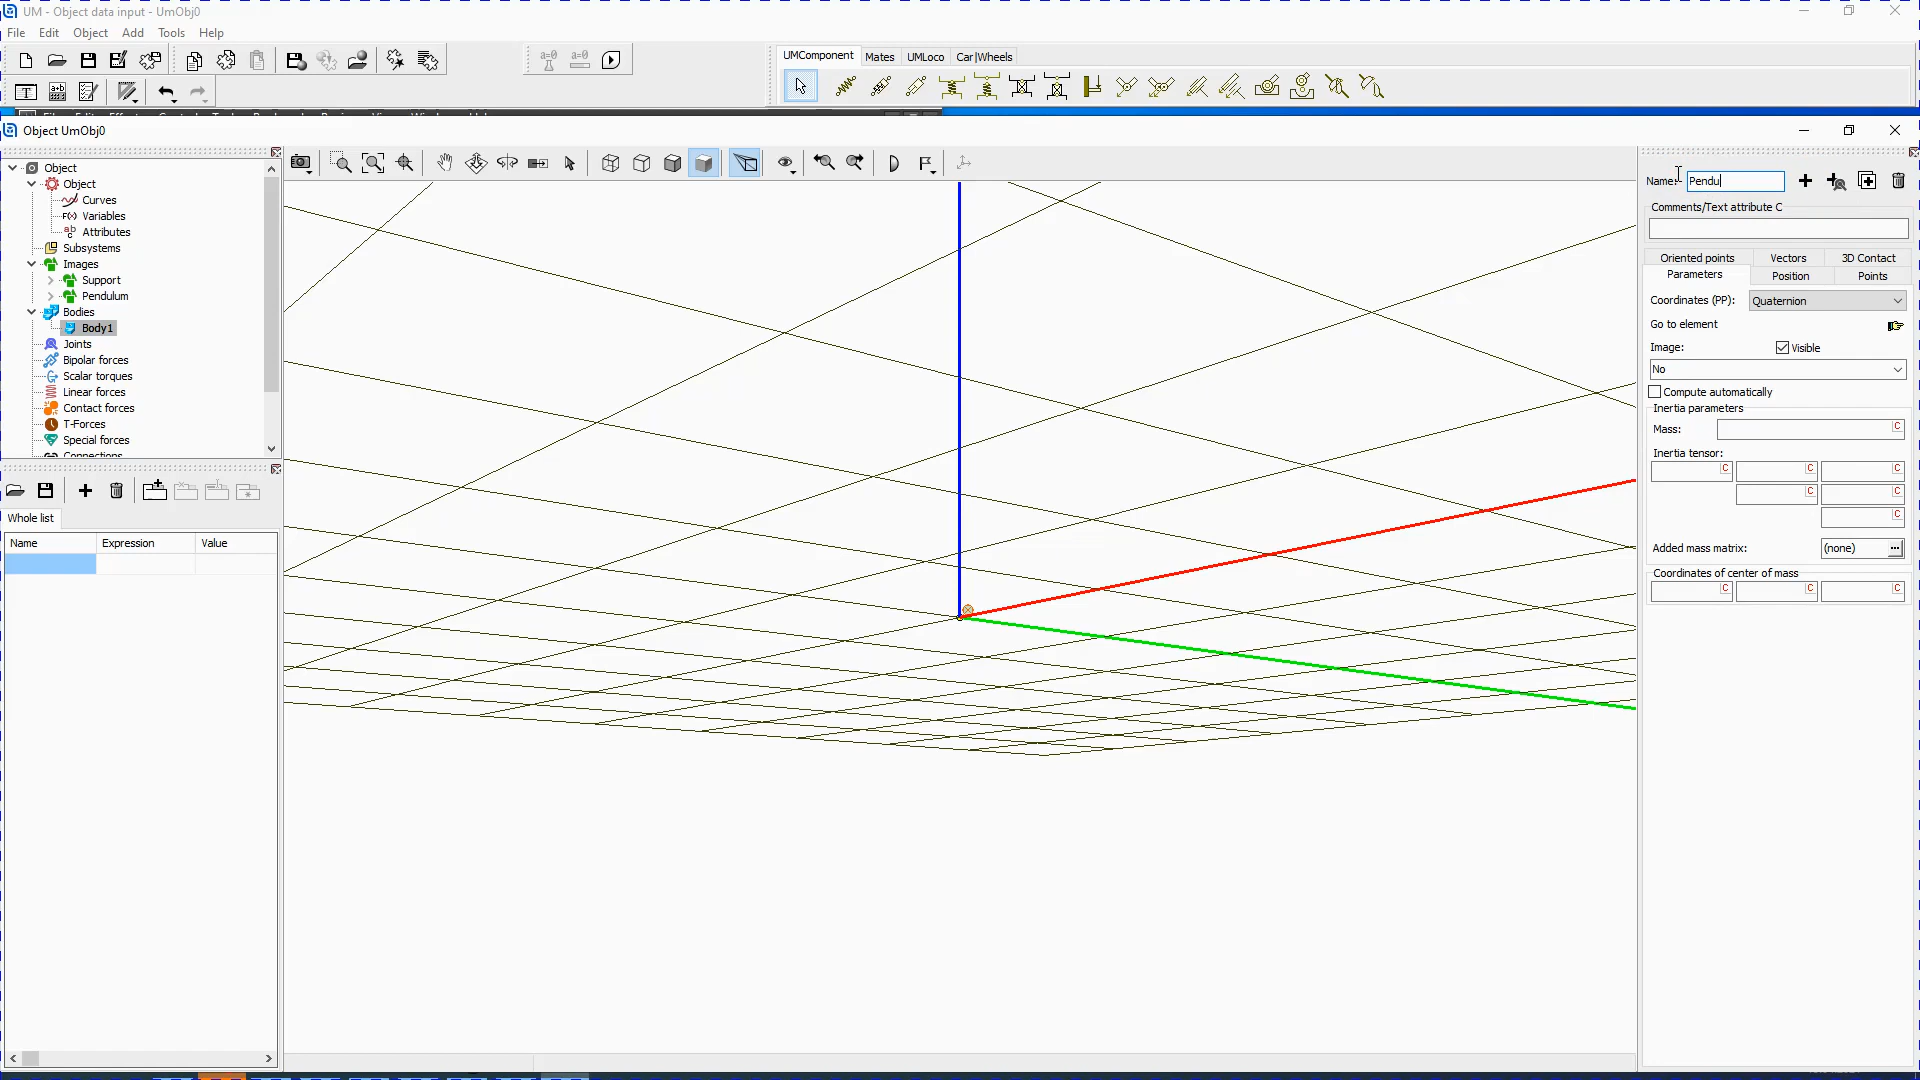 UM - Object data input - UmObj0
File Edit Object Add Tools Help
UMComponent Mates UMLoco Car|Wheels
Object UmObj0
Object
Object
Curves
Variables
Attributes
Subsystems
Images
Support
Pendulum
Bodies
Body1
Joints
Bipolar forces
Scalar torques
Linear forces
Contact forces
T-Forces
Special forces
Whole list
Name Expression Value
Name: Pendu
Comments/Text attribute C
Oriented points Vectors 3D Contact
Parameters Position Points
Coordinates (PP): Quaternion
Go to element
Image: Visible
No
Compute automatically
Inertia parameters
Mass: C
Inertia tensor:
C C C
C C
C
Added mass matrix: (none) ...
Coordinates of center of mass
C C C